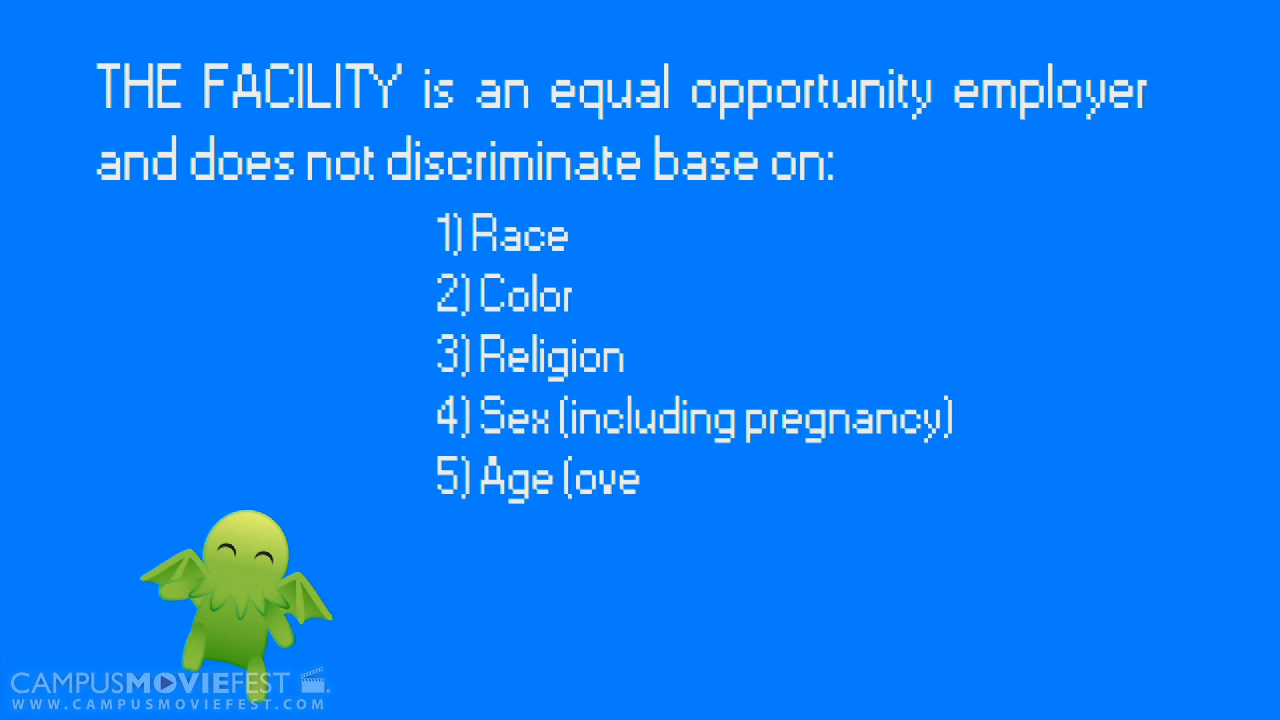 THE FACILITY is an equal opportunity employer
and does not discriminate base on:
1) Race
2) Color
3) Religion
4) Sex (including pregnancy)
5) Age (ove
CAMPUSMOVIEFEST
WWW.CAMPUSMOVIEFEST.COM